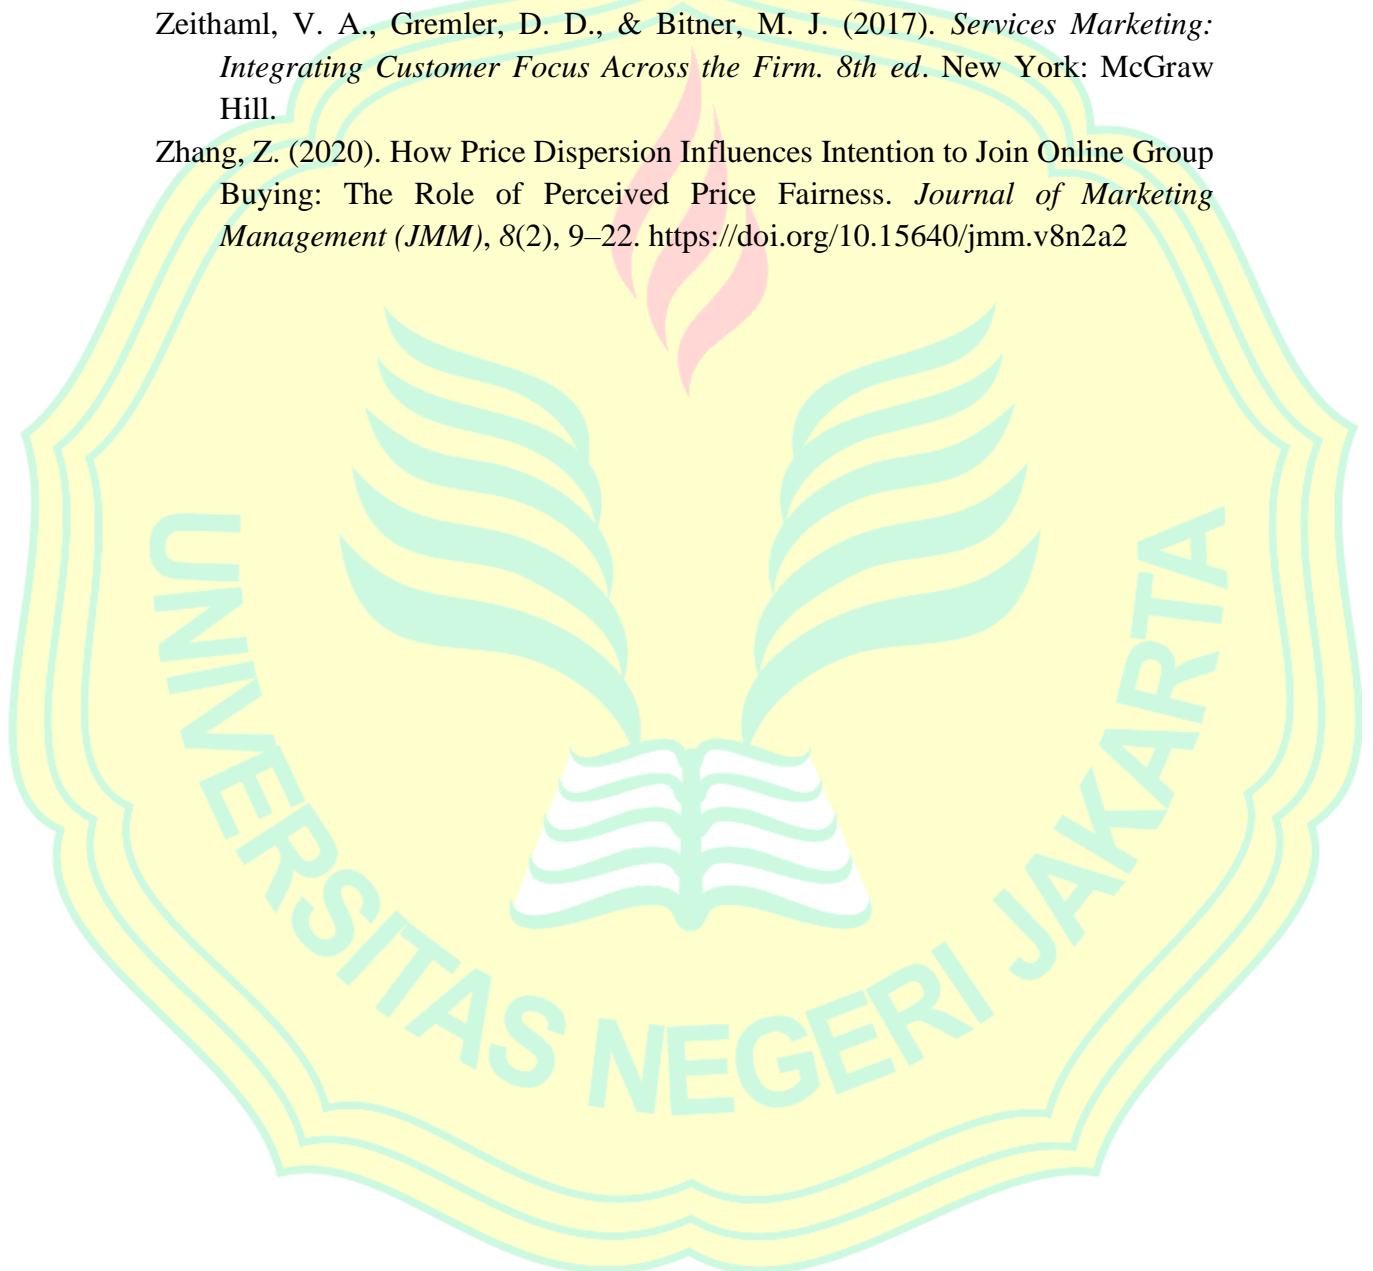 Zeithaml, V. A., Gremler, D. D., & Bitner, M. J. (2017). Services Marketing:
Integrating Customer Focus Across the Firm. 8th ed. New York: McGraw
Hill.
Zhang, Z. (2020). How Price Dispersion Influences Intention to Join Online Group
Buying: The Role of Perceived Price Fairness. Journal of Marketing
Management (JMM), 8(2), 9–22. https://doi.org/10.15640/jmm.v8n2a2
UNIVERSITAS NEGERI JAKARTA